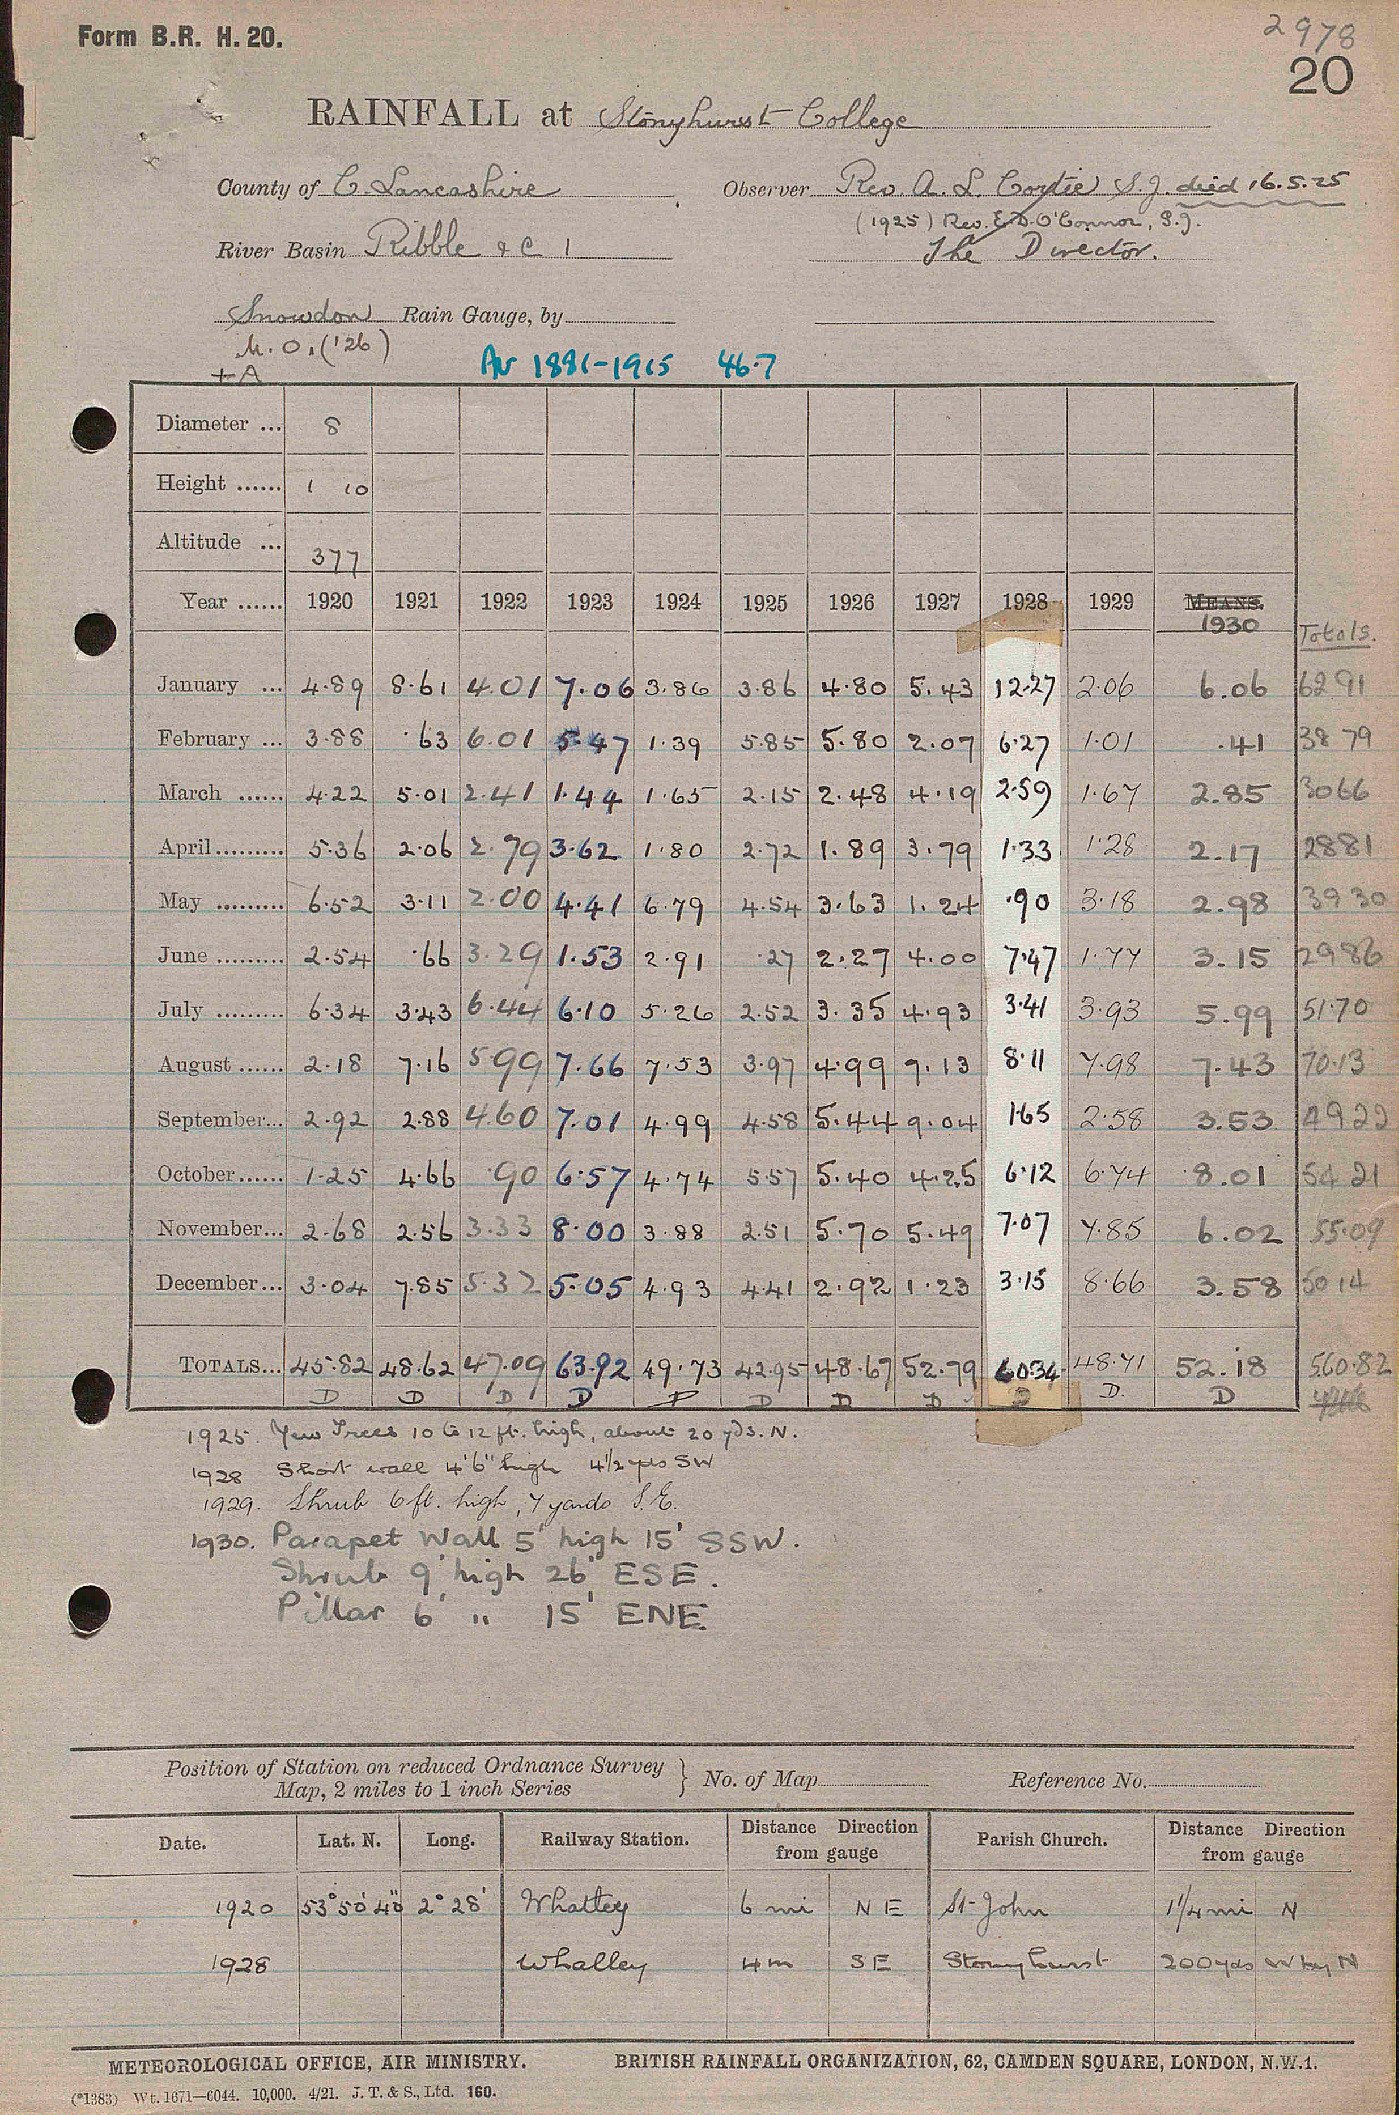 Form B.R. H. 20.
2978
20
RAINFALL at Stonyhurst College
County of C. Lancashire Observer Rev. A. L. Cortie S.J. died 16.5.25
(1925) Rev. E.D. O'Connor, S.J.
River Basin Ribble & C 1 The Director.
Snowdon Rain Gauge, by
M.O. ('26)
+A
Av 1881-1915 46.7
Diameter ... 8
Height ...... 1 10
Altitude ... 377
Year ...... 1920 1921 1922 1923 1924 1925 1926 1927 1928 1929 MEANS. 1930 Totals.
January ... 4.89 8.61 4.01 7.06 3.86 3.86 4.80 5.43 12.27 2.06 6.06 62 91
February ... 3.88 .63 6.01 5.47 1.39 5.85 5.80 2.07 6.27 1.01 .41 38 79
March ...... 4.22 5.01 2.41 1.44 1.65 2.15 2.48 4.19 2.59 1.67 2.85 30 66
April ......... 5.36 2.06 2.79 3.62 1.80 2.72 1.89 3.79 1.33 1.28 2.17 28 81
May ......... 6.52 3.11 2.00 4.41 6.79 4.54 3.63 1.24 .90 3.18 2.98 39 30
June ......... 2.54 .66 3.29 1.53 2.91 .27 2.27 4.00 7.47 1.77 3.15 29 86
July ......... 6.34 3.43 6.44 6.10 5.26 2.52 3.35 4.93 3.41 3.93 5.99 51.70
August ...... 2.18 7.16 5.99 7.66 7.53 3.97 4.99 7.13 8.11 7.98 7.43 70.13
September... 2.92 2.88 4.60 7.01 4.99 4.58 5.44 9.04 1.65 2.58 3.53 49 22
October...... 1.25 4.66 .90 6.57 4.74 5.57 5.40 4.25 6.12 6.74 8.01 54 21
November... 2.68 2.56 3.33 8.00 3.88 2.51 5.70 5.49 7.07 7.85 6.02 55.09
December... 3.04 7.85 5.32 5.05 4.93 4.41 2.92 1.23 3.15 8.66 3.58 50 14
TOTALS... 45.82 48.62 47.09 63.92 49.73 42.95 48.67 52.79 60.34 48.71 52.18 560.82
D D D D D D D D D D. D
1925. Yew Trees 10 to 12 ft. high, about 20 yds. N.
1928 Short wall 4'6" high 4½ yds SW
1929. Shrub 6 ft. high, 7 yards S.E.
1930. Parapet Wall 5' high 15' SSW.
Shrub 9' high 26' ESE.
Pillar 6' " 15' ENE
Position of Station on reduced Ordnance Survey
Map, 2 miles to 1 inch Series } No. of Map Reference No.
Date. Lat. N. Long. Railway Station. Distance Direction from gauge Parish Church. Distance Direction from gauge
1920 53° 50' 40" 2° 28' Whalley 6 mi N E St John 1¼ mi N
1928 Whalley 4 m S E Stonyhurst 200 yds W by N
METEOROLOGICAL OFFICE, AIR MINISTRY. BRITISH RAINFALL ORGANIZATION, 62, CAMDEN SQUARE, LONDON, N.W.1.
(*1383) Wt. 1671—6044. 10,000. 4/21. J. T. & S., Ltd. 160.